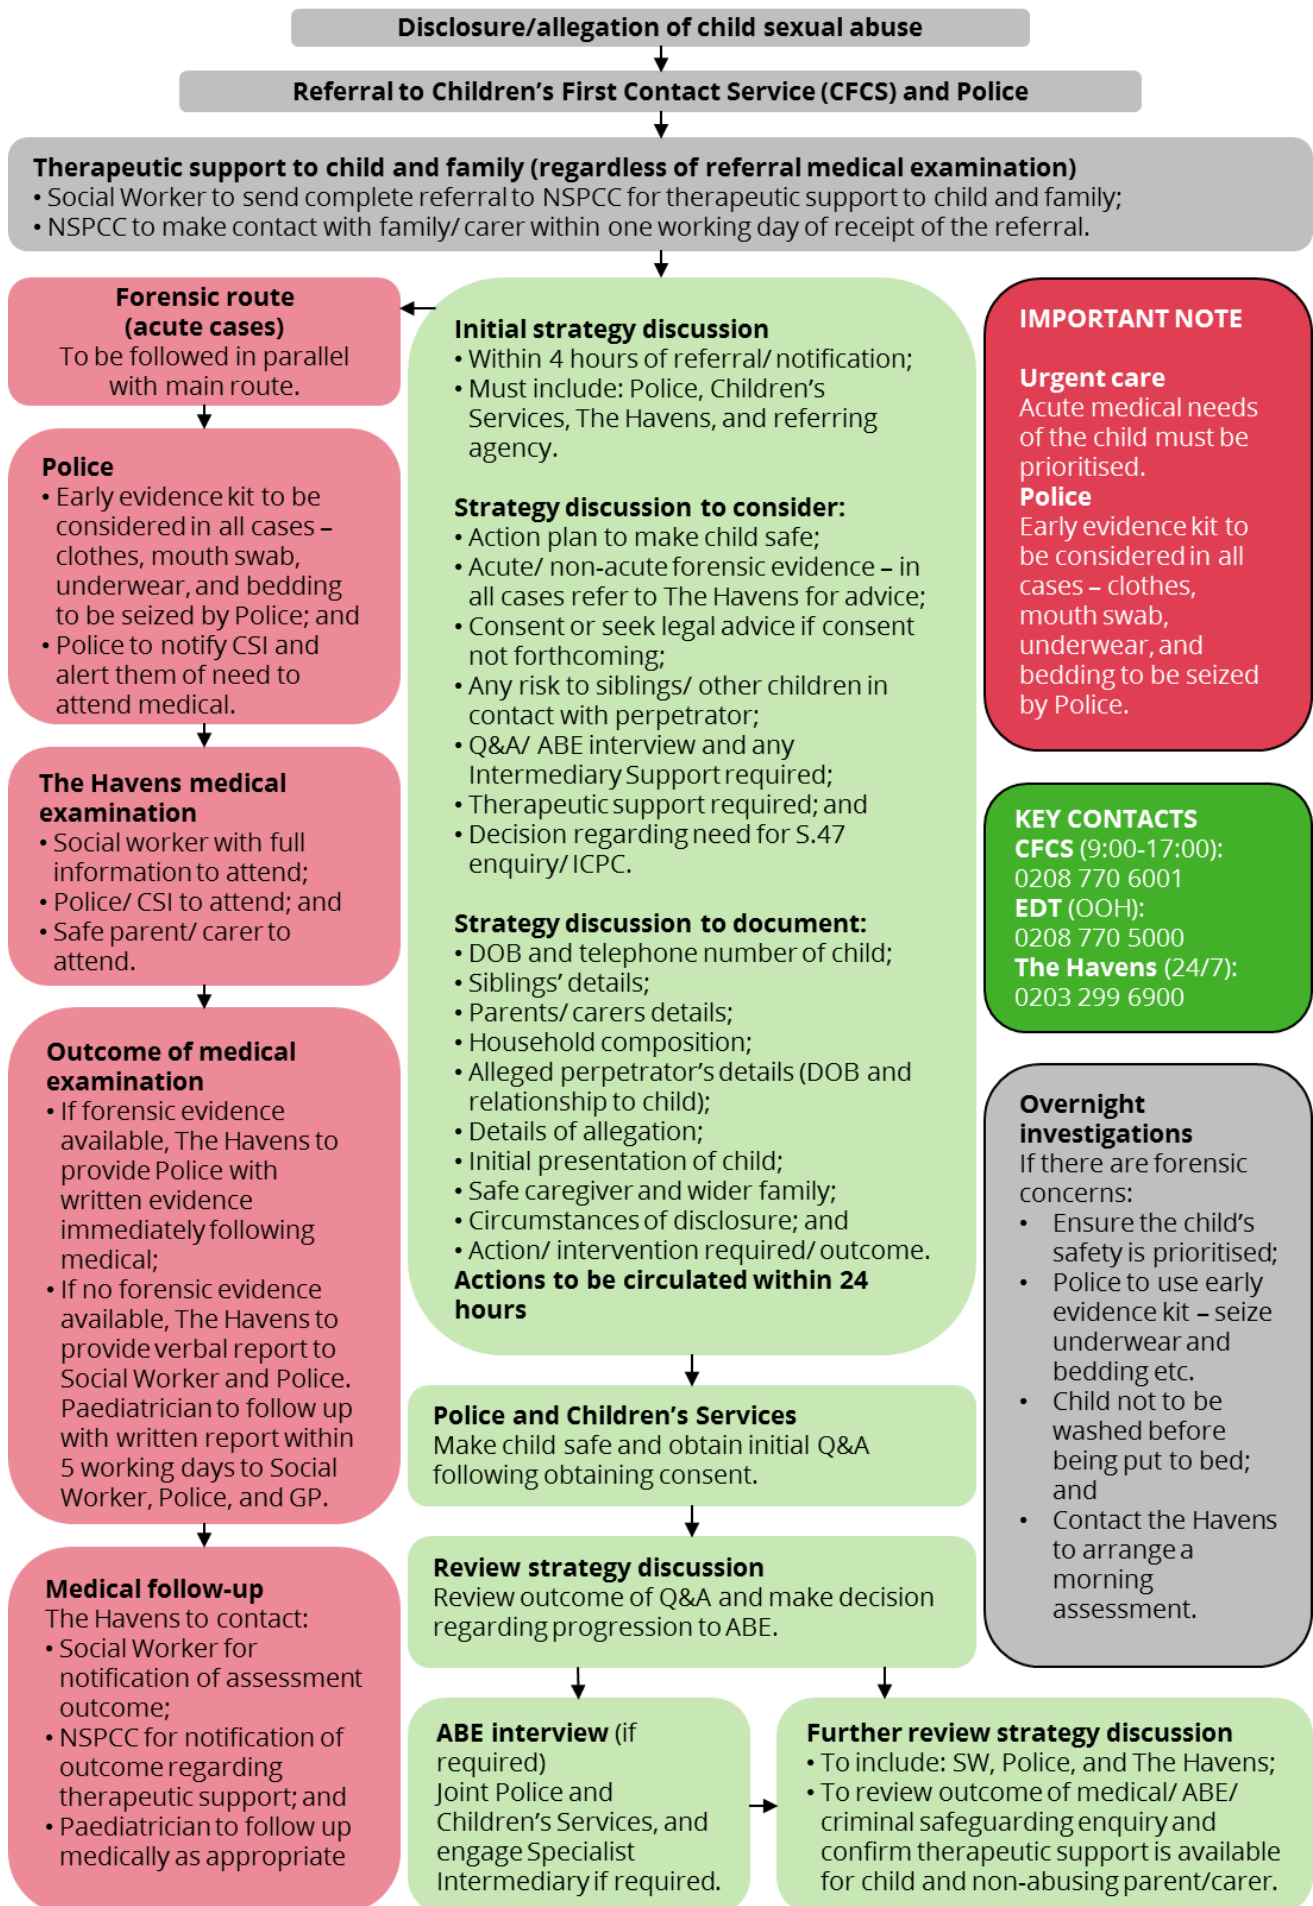 Disclosure/allegation of child sexual abuse
Referral to Children's First Contact Service (CFCS) and Police
Therapeutic support to child and family (regardless of referral medical examination)
• Social Worker to send complete referral to NSPCC for therapeutic support to child and family;
• NSPCC to make contact with family/ carer within one working day of receipt of the referral.
Forensic route
(acute cases)
To be followed in parallel
with main route.
Police
• Early evidence kit to be
considered in all cases –
clothes, mouth swab,
underwear, and bedding
to be seized by Police; and
• Police to notify CSI and
alert them of need to
attend medical.
The Havens medical
examination
• Social worker with full
information to attend;
• Police/ CSI to attend; and
• Safe parent/ carer to
attend.
Outcome of medical
examination
• If forensic evidence
available, The Havens to
provide Police with
written evidence
immediately following
medical;
• If no forensic evidence
available, The Havens to
provide verbal report to
Social Worker and Police.
Paediatrician to follow up
with written report within
5 working days to Social
Worker, Police, and GP.
Medical follow-up
The Havens to contact:
• Social Worker for
notification of assessment
outcome;
• NSPCC for notification of
outcome regarding
therapeutic support; and
• Paediatrician to follow up
medically as appropriate
Initial strategy discussion
• Within 4 hours of referral/ notification;
• Must include: Police, Children's
Services, The Havens, and referring
agency.
Strategy discussion to consider:
• Action plan to make child safe;
• Acute/ non-acute forensic evidence – in
all cases refer to The Havens for advice;
• Consent or seek legal advice if consent
not forthcoming;
• Any risk to siblings/ other children in
contact with perpetrator;
• Q&A/ ABE interview and any
Intermediary Support required;
• Therapeutic support required; and
• Decision regarding need for S.47
enquiry/ ICPC.
Strategy discussion to document:
• DOB and telephone number of child;
• Siblings' details;
• Parents/ carers details;
• Household composition;
• Alleged perpetrator's details (DOB and
relationship to child);
• Details of allegation;
• Initial presentation of child;
• Safe caregiver and wider family;
• Circumstances of disclosure; and
• Action/ intervention required/ outcome.
Actions to be circulated within 24
hours
Police and Children's Services
Make child safe and obtain initial Q&A
following obtaining consent.
Review strategy discussion
Review outcome of Q&A and make decision
regarding progression to ABE.
ABE interview (if
required)
Joint Police and
Children's Services, and
engage Specialist
Intermediary if required.
Further review strategy discussion
• To include: SW, Police, and The Havens;
• To review outcome of medical/ ABE/
criminal safeguarding enquiry and
confirm therapeutic support is available
for child and non-abusing parent/carer.
IMPORTANT NOTE
Urgent care
Acute medical needs
of the child must be
prioritised.
Police
Early evidence kit to
be considered in all
cases – clothes,
mouth swab,
underwear, and
bedding to be seized
by Police.
KEY CONTACTS
CFCS (9:00-17:00):
0208 770 6001
EDT (OOH):
0208 770 5000
The Havens (24/7):
0203 299 6900
Overnight
investigations
If there are forensic
concerns:
• Ensure the child's
safety is prioritised;
• Police to use early
evidence kit – seize
underwear and
bedding etc.
• Child not to be
washed before
being put to bed;
and
• Contact the Havens
to arrange a
morning
assessment.